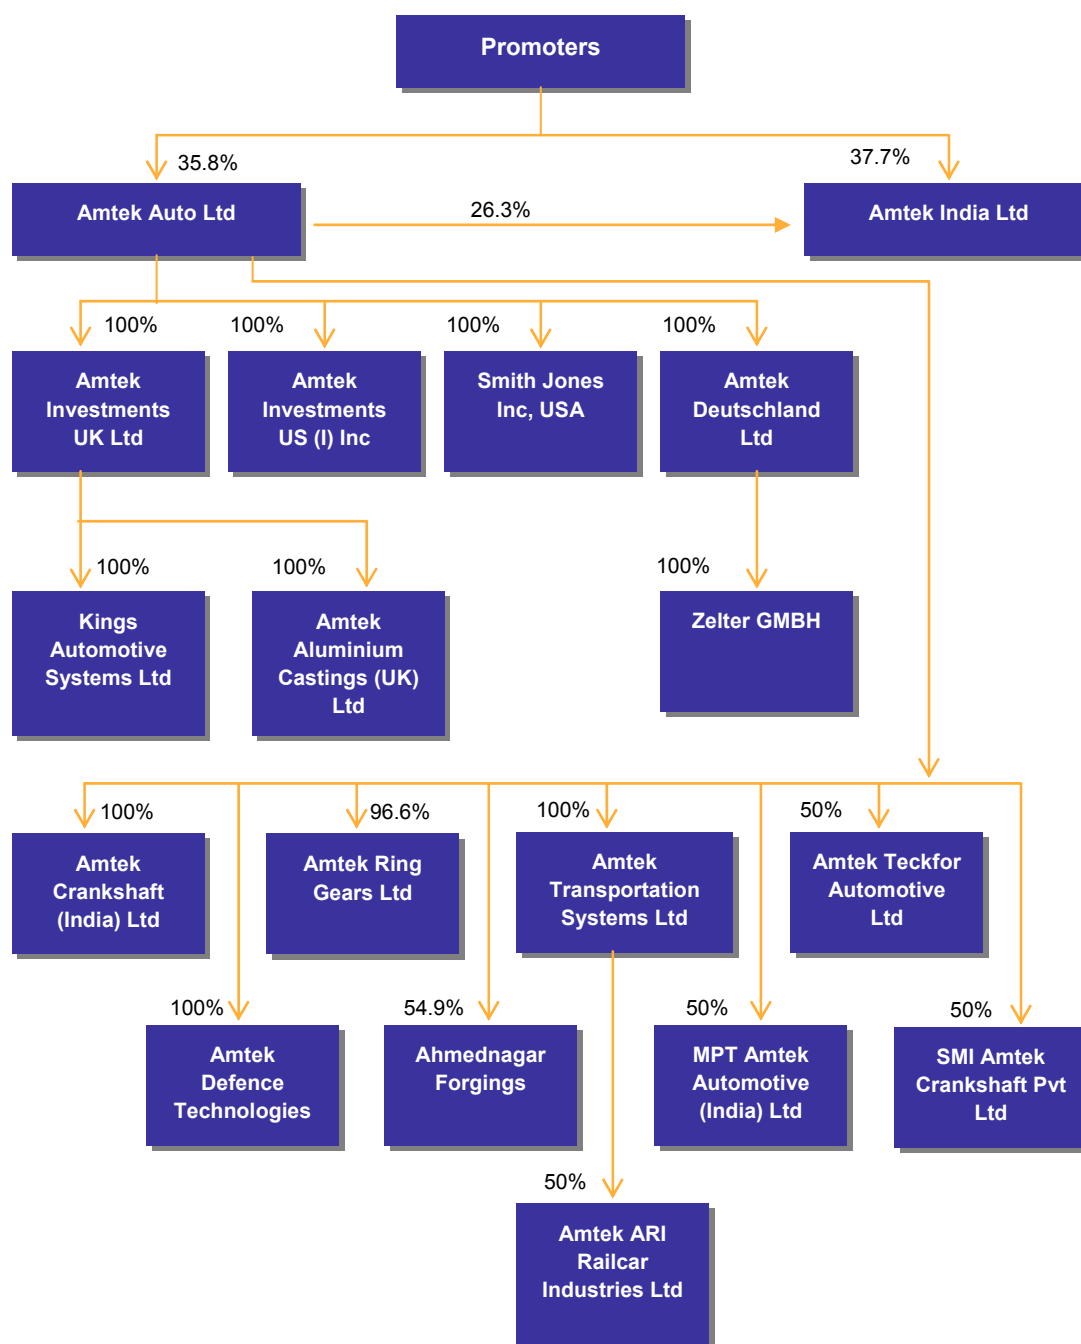 Promoters
35.8%
37.7%
Amtek Auto Ltd
26.3%
Amtek India Ltd
100%
100%
100%
100%
Amtek
Investments
UK Ltd
Amtek
Investments
US (I) Inc
Smith Jones
Inc, USA
Amtek
Deutschland
Ltd
100%
100%
100%
Kings
Automotive
Systems Ltd
Amtek
Aluminium
Castings (UK)
Ltd
Zelter GMBH
100%
96.6%
100%
50%
Amtek
Crankshaft
(India) Ltd
Amtek Ring
Gears Ltd
Amtek
Transportation
Systems Ltd
Amtek Teckfor
Automotive
Ltd
100%
54.9%
50%
50%
Amtek
Defence
Technologies
Ahmednagar
Forgings
MPT Amtek
Automotive
(India) Ltd
SMI Amtek
Crankshaft Pvt
Ltd
50%
Amtek ARI
Railcar
Industries Ltd